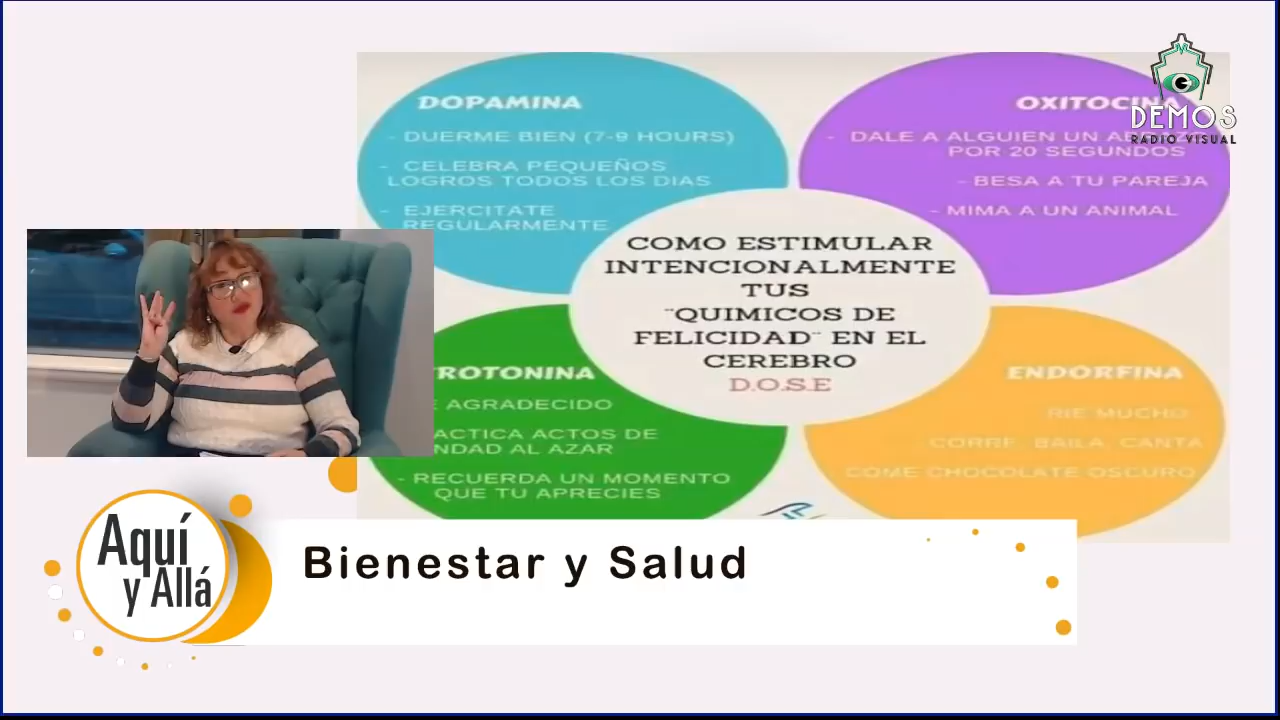 DOPAMINA
- DUERME BIEN (7-9 HOURS)
- CELEBRA PEQUEÑOS
LOGROS TODOS LOS DIAS
- EJERCITATE
REGULARMENTE
OXITOCINA
- DALE A ALGUIEN UN ABRAZO
POR 20 SEGUNDOS
- BESA A TU PAREJA
- MIMA A UN ANIMAL
DEMOS
RADIO VISUAL
COMO ESTIMULAR
INTENCIONALMENTE
TUS
¨QUIMICOS DE
FELICIDAD¨ EN EL
CEREBRO
D.O.S.E
ROTONINA
AGRADECIDO
ACTICA ACTOS DE
NDAD AL AZAR
- RECUERDA UN MOMENTO
QUE TU APRECIES
ENDORFINA
RIE MUCHO
CORRE, BAILA, CANTA
COME CHOCOLATE OSCURO
Aquí
y Allá
Bienestar y Salud